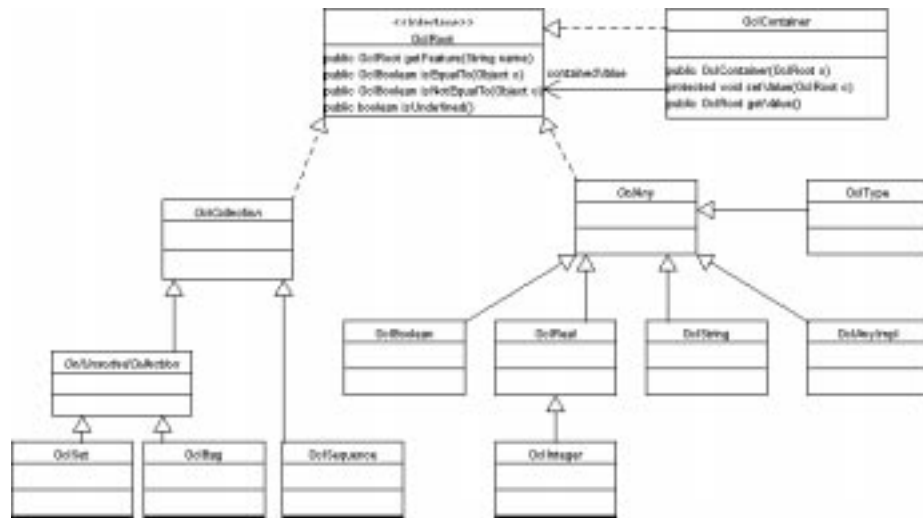 <<Interface>>
OclRoot
public OclRoot getFeature(String name)
public OclBoolean isEqualTo(Object o)
public OclBoolean isNotEqualTo(Object o)
public boolean isUndefined()
OclContainer
public OclContainer(OclRoot o)
protected void setValue(OclRoot o)
public OclRoot getValue()
containedValue
OclCollection
OclAny
OclType
OclBoolean
OclReal
OclString
OclAnyImpl
OclUnsortedCollection
OclSet
OclBag
OclSequence
OclInteger